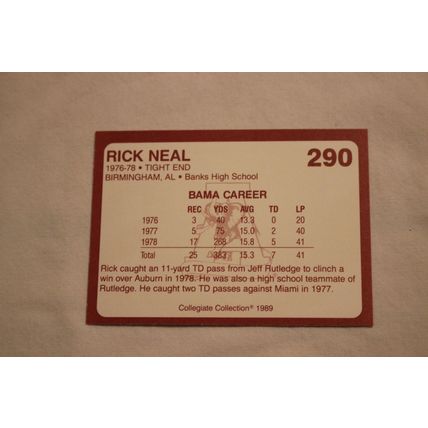 RICK NEAL 290
1976-78 • TIGHT END
BIRMINGHAM, AL • Banks High School
BAMA CAREER
REC YDS AVG TD LP
1976 3 40 13.3 0 20
1977 5 75 15.0 2 40
1978 17 268 15.8 5 41
Total 25 383 15.3 7 41
Rick caught an 11-yard TD pass from Jeff Rutledge to clinch a
win over Auburn in 1978. He was also a high school teammate of
Rutledge. He caught two TD passes against Miami in 1977.
Collegiate Collection® 1989